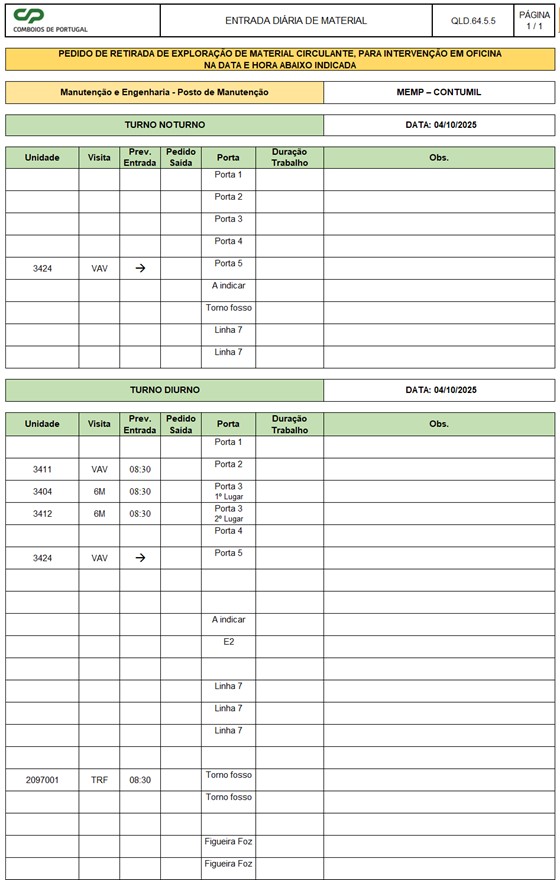 CP
COMBOIOS DE PORTUGAL
ENTRADA DIÁRIA DE MATERIAL
QLD.64.5.5
PÁGINA
1 / 1
PEDIDO DE RETIRADA DE EXPLORAÇÃO DE MATERIAL CIRCULANTE, PARA INTERVENÇÃO EM OFICINA
NA DATA E HORA ABAIXO INDICADA
Manutenção e Engenharia - Posto de Manutenção MEMP – CONTUMIL
TURNO NOTURNO DATA: 04/10/2025
Unidade Visita Prev. Entrada Pedido Saída Porta Duração Trabalho Obs.
Porta 1
Porta 2
Porta 3
Porta 4
3424 VAV → Porta 5
A indicar
Torno fosso
Linha 7
Linha 7
TURNO DIURNO DATA: 04/10/2025
Unidade Visita Prev. Entrada Pedido Saída Porta Duração Trabalho Obs.
Porta 1
3411 VAV 08:30 Porta 2
3404 6M 08:30 Porta 3
1º Lugar
3412 6M 08:30 Porta 3
2º Lugar
Porta 4
3424 VAV → Porta 5
A indicar
E2
Linha 7
Linha 7
Linha 7
2097001 TRF 08:30 Torno fosso
Torno fosso
Figueira Foz
Figueira Foz